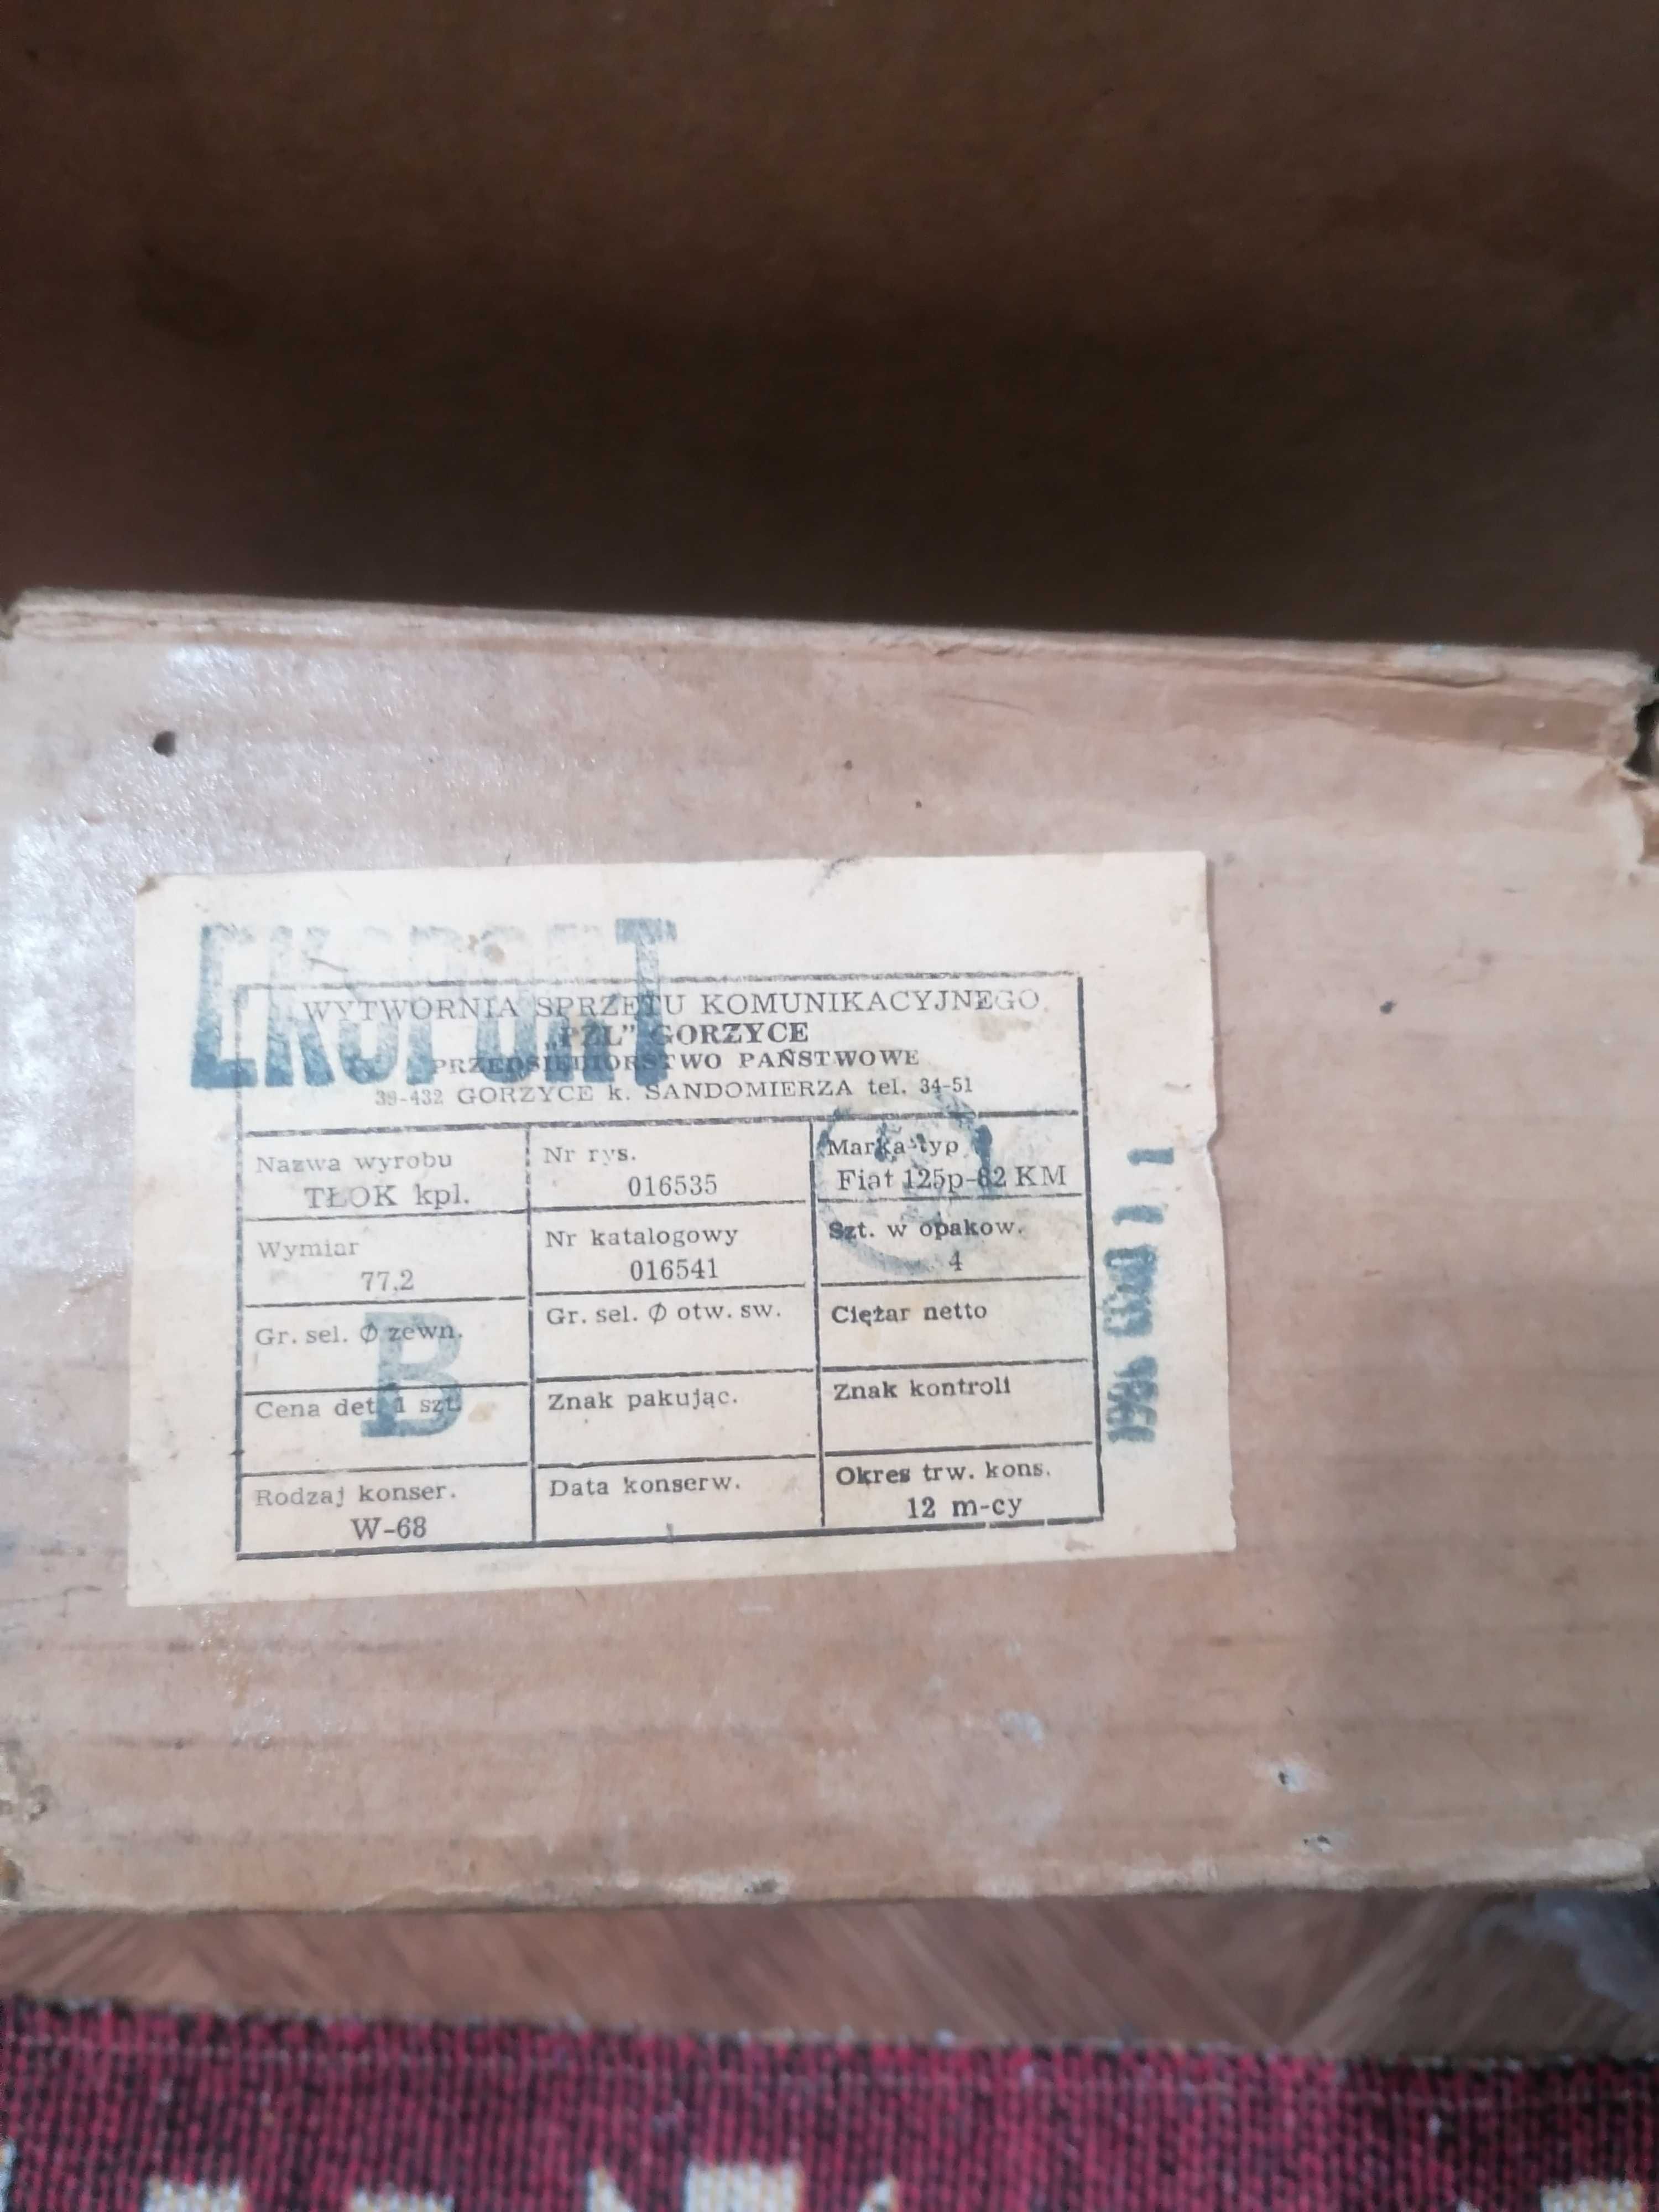 EKSPORT
WYTWÓRNIA SPRZĘTU KOMUNIKACYJNEGO
„PZL” GORZYCE
PRZEDSIĘBIORSTWO PAŃSTWOWE
39-432 GORZYCE k. SANDOMIERZA tel. 34-51
Nazwa wyrobu
TŁOK kpl.
Nr rys.
016535
Marka-typ
Fiat 125p-82 KM
Wymiar
77,2
Nr katalogowy
016541
Szt. w opakow.
4
Gr. sel. Ø zewn.
B
Gr. sel. Ø otw. sw.
Ciężar netto
Cena det. 1 szt.
Znak pakując.
Znak kontroli
Rodzaj konser.
W-68
Data konserw.
Okres trw. kons.
12 m-cy